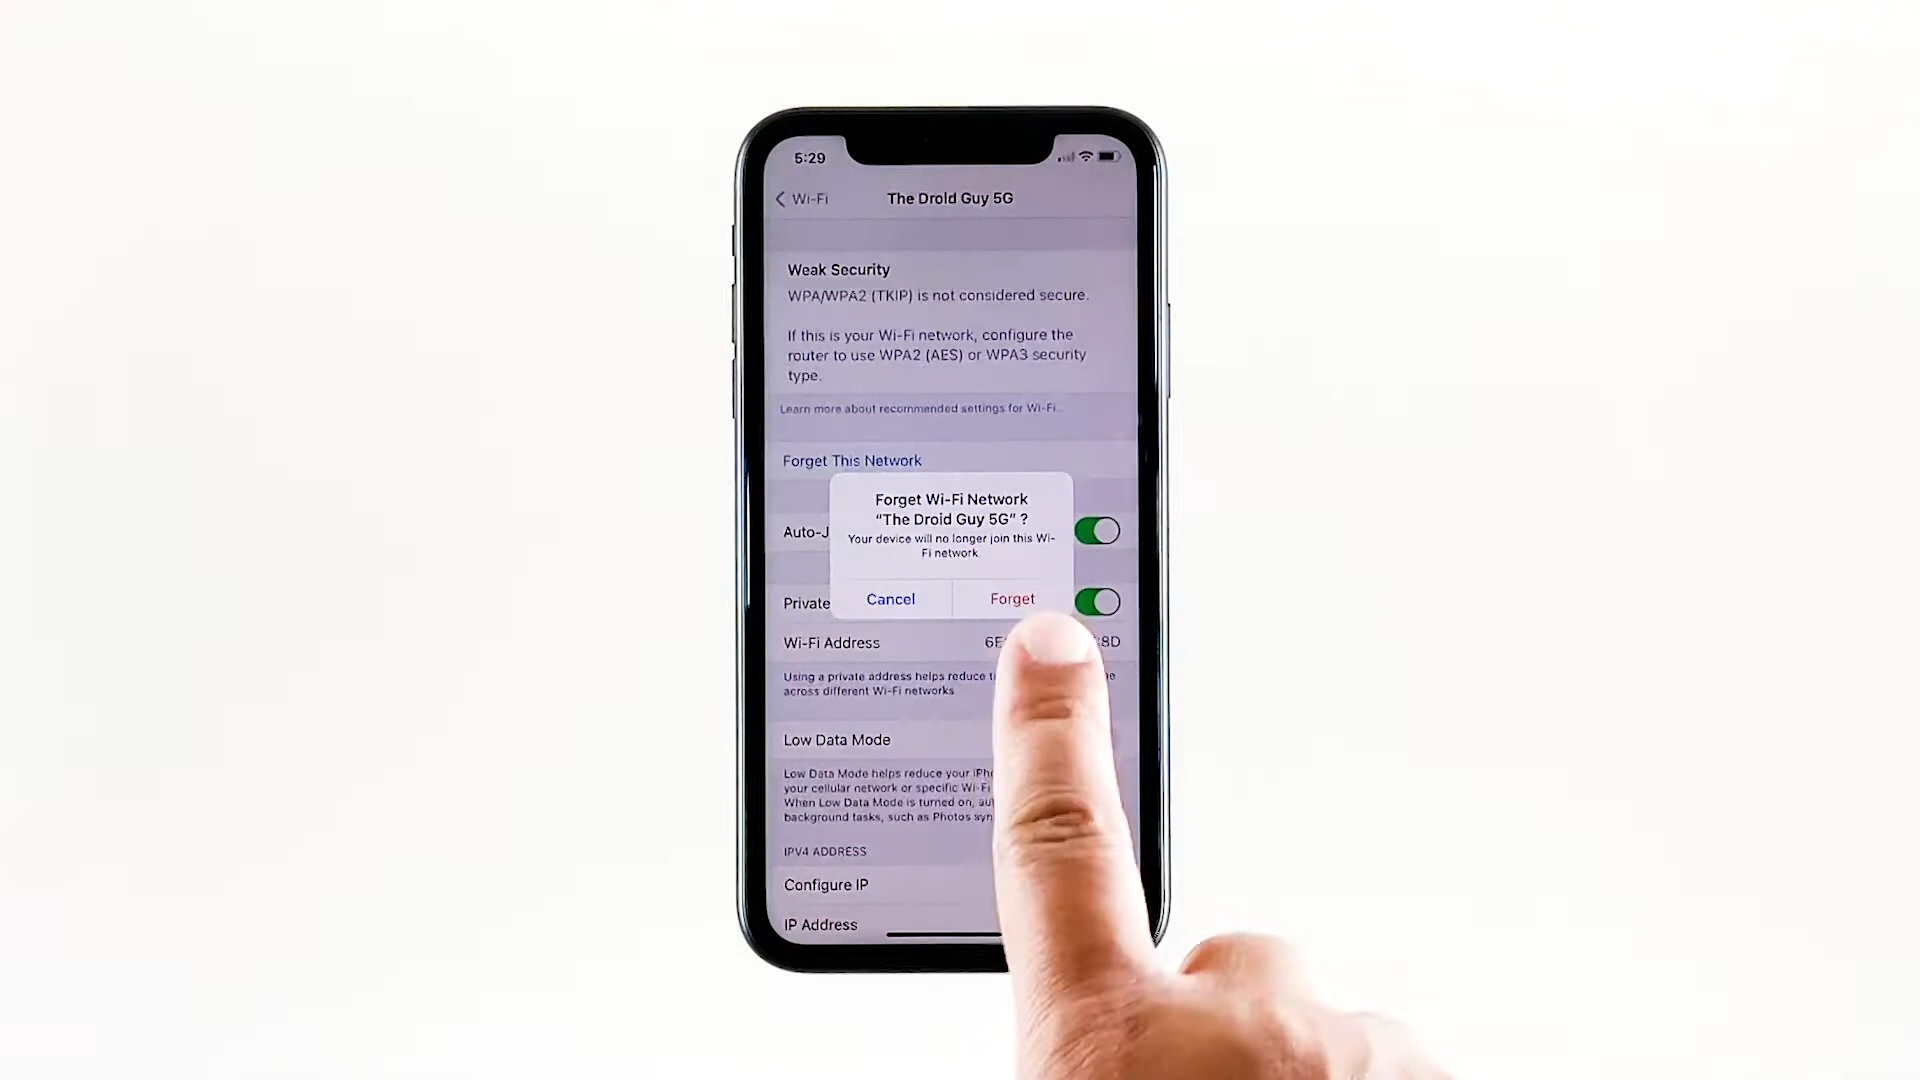 5:29
Wi-Fi
The Droid Guy 5G
Weak Security
WPA/WPA2 (TKIP) is not considered secure.
If this is your Wi-Fi network, configure the
router to use WPA2 (AES) or WPA3 security
type.
Learn more about recommended settings for Wi-Fi...
Forget This Network
Forget Wi-Fi Network
“The Droid Guy 5G” ?
Your device will no longer join this Wi-
Fi network
Cancel
Forget
Auto-J
Private
Wi-Fi Address
6E
8D
Using a private address helps reduce
across different Wi-Fi networks
Low Data Mode
Low Data Mode helps reduce your
your cellular network or specific Wi-Fi
When Low Data Mode is turned on,
background tasks, such as Photos
IPV4 ADDRESS
Configure IP
IP Address